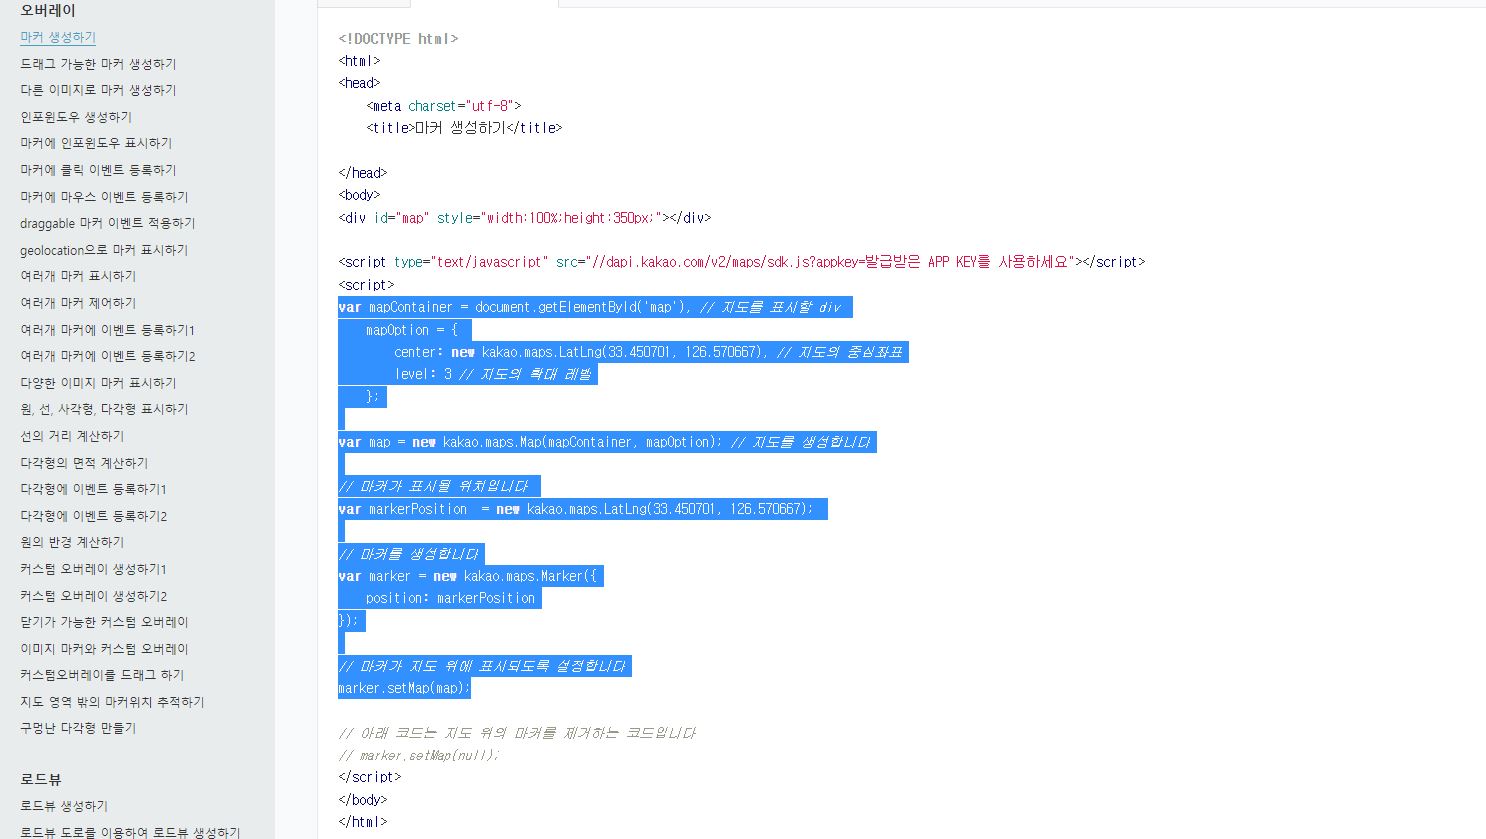 오버레이
마커 생성하기
드래그 가능한 마커 생성하기
다른 이미지로 마커 생성하기
인포윈도우 생성하기
마커에 인포윈도우 표시하기
마커에 클릭 이벤트 등록하기
마커에 마우스 이벤트 등록하기
draggable 마커 이벤트 적용하기
geolocation으로 마커 표시하기
여러개 마커 표시하기
여러개 마커 제어하기
여러개 마커에 이벤트 등록하기1
여러개 마커에 이벤트 등록하기2
다양한 이미지 마커 표시하기
원, 선, 사각형, 다각형 표시하기
선의 거리 계산하기
다각형의 면적 계산하기
다각형에 이벤트 등록하기1
다각형에 이벤트 등록하기2
원의 반경 계산하기
커스텀 오버레이 생성하기1
커스텀 오버레이 생성하기2
닫기가 가능한 커스텀 오버레이
이미지 마커와 커스텀 오버레이
커스텀오버레이를 드래그 하기
지도 영역 밖의 마커위치 추적하기
구멍난 다각형 만들기
로드뷰
로드뷰 생성하기
로드뷰 도로를 이용하여 로드뷰 생성하기
<!DOCTYPE html>
<html>
<head>
    <meta charset="utf-8">
    <title>마커 생성하기</title>
</head>
<body>
<div id="map" style="width:100%;height:350px;"></div>
<script type="text/javascript" src="//dapi.kakao.com/v2/maps/sdk.js?appkey=발급받은 APP KEY를 사용하세요"></script>
<script>
var mapContainer = document.getElementById('map'), // 지도를 표시할 div
    mapOption = {
        center: new kakao.maps.LatLng(33.450701, 126.570667), // 지도의 중심좌표
        level: 3 // 지도의 확대 레벨
    };
var map = new kakao.maps.Map(mapContainer, mapOption); // 지도를 생성합니다
// 마커가 표시될 위치입니다
var markerPosition  = new kakao.maps.LatLng(33.450701, 126.570667);
// 마커를 생성합니다
var marker = new kakao.maps.Marker({
    position: markerPosition
});
// 마커가 지도 위에 표시되도록 설정합니다
marker.setMap(map);
// 아래 코드는 지도 위의 마커를 제거하는 코드입니다
// marker.setMap(null);
</script>
</body>
</html>